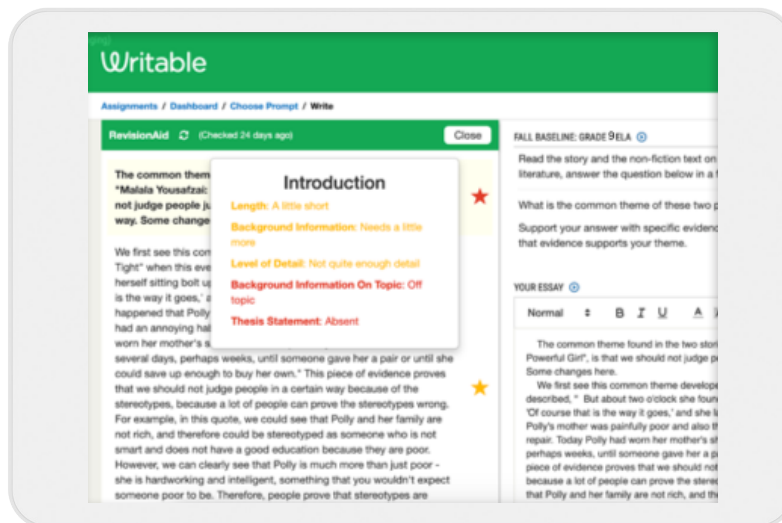 Writable
Assignments / Dashboard / Choose Prompt / Write
RevisionAid (Checked 24 days ago) Close
The common them
"Malala Yousafzai:
not judge people ju
way. Some change
We first see this com
Tight" when this eve
herself sitting bolt u
is the way it goes,' a
happened that Polly
had an annoying hal
worn her mother's s
several days, perhaps weeks, until someone gave her a pair or until she
could save up enough to buy her own." This piece of evidence proves
that we should not judge people in a certain way because of the
stereotypes, because a lot of people can prove the stereotypes wrong.
For example, in this quote, we could see that Polly and her family are
not rich, and therefore could be stereotyped as someone who is not
smart and does not have a good education because they are poor.
However, we can clearly see that Polly is much more than just poor -
she is hardworking and intelligent, something that you wouldn't expect
someone poor to be. Therefore, people prove that stereotypes are
Introduction
Length: A little short
Background Information: Needs a little
more
Level of Detail: Not quite enough detail
Background Information On Topic: Off
topic
Thesis Statement: Absent
FALL BASELINE: GRADE 9 ELA
Read the story and the non-fiction text on
literature, answer the question below in a
What is the common theme of these two p
Support your answer with specific evidenc
that evidence supports your theme.
YOUR ESSAY
Normal B I U A
The common theme found in the two stori
Powerful Girl", is that we should not judge pe
Some changes here.
We first see this common theme develope
described, " But about two o'clock she foun
'Of course that is the way it goes,' and she la
Polly's mother was painfully poor and also th
repair. Today Polly had worn her mother's sh
perhaps weeks, until someone gave her a pa
piece of evidence proves that we should not
because a lot of people can prove the stereo
that Polly and her family are not rich, and the